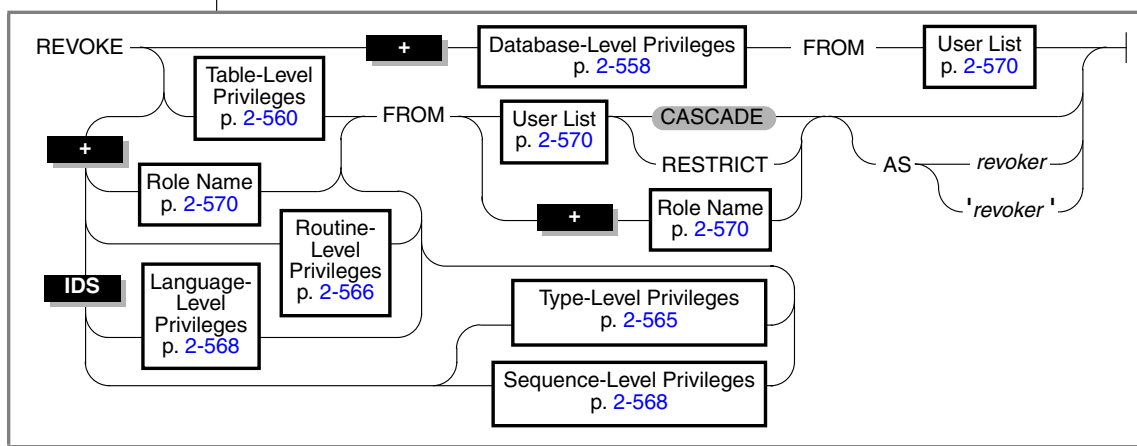 REVOKE
+
Database-Level Privileges
p. 2-558
FROM
User List
p. 2-570
Table-Level
Privileges
p. 2-560
FROM
User List
p. 2-570
CASCADE
RESTRICT
AS
revoker
'revoker '
+
Role Name
p. 2-570
+
Role Name
p. 2-570
Routine-
Level
Privileges
p. 2-566
IDS
Language-
Level
Privileges
p. 2-568
Type-Level Privileges
p. 2-565
Sequence-Level Privileges
p. 2-568